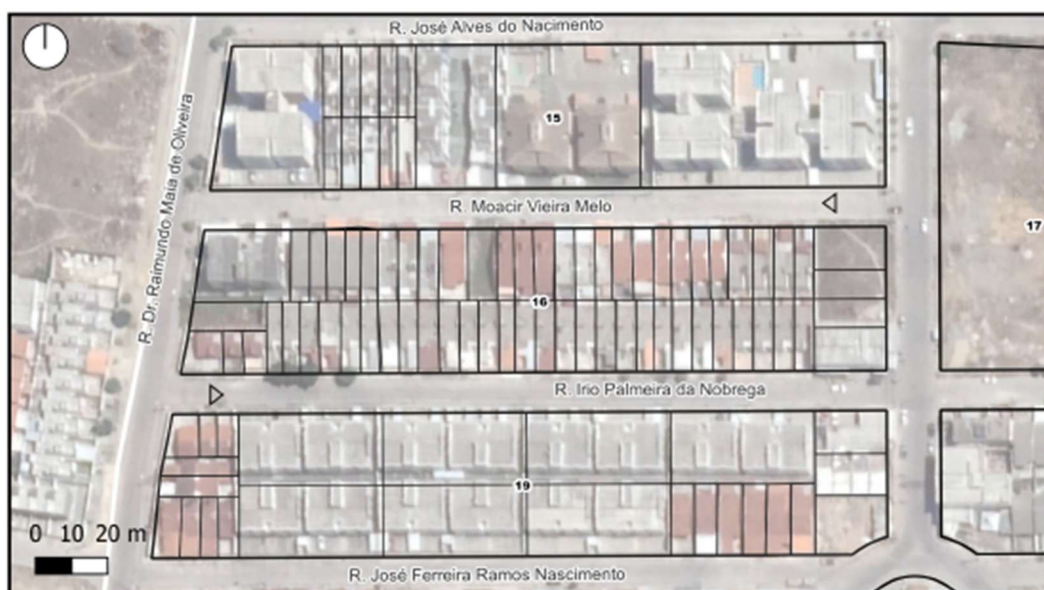 R. José Alves do Nacimento
R. Dr. Raimundo Maia de Oliveira
15
R. Moacir Vieira Melo
17
16
R. Irio Palmeira da Nobrega
19
0 10 20 m
R. José Ferreira Ramos Nascimento